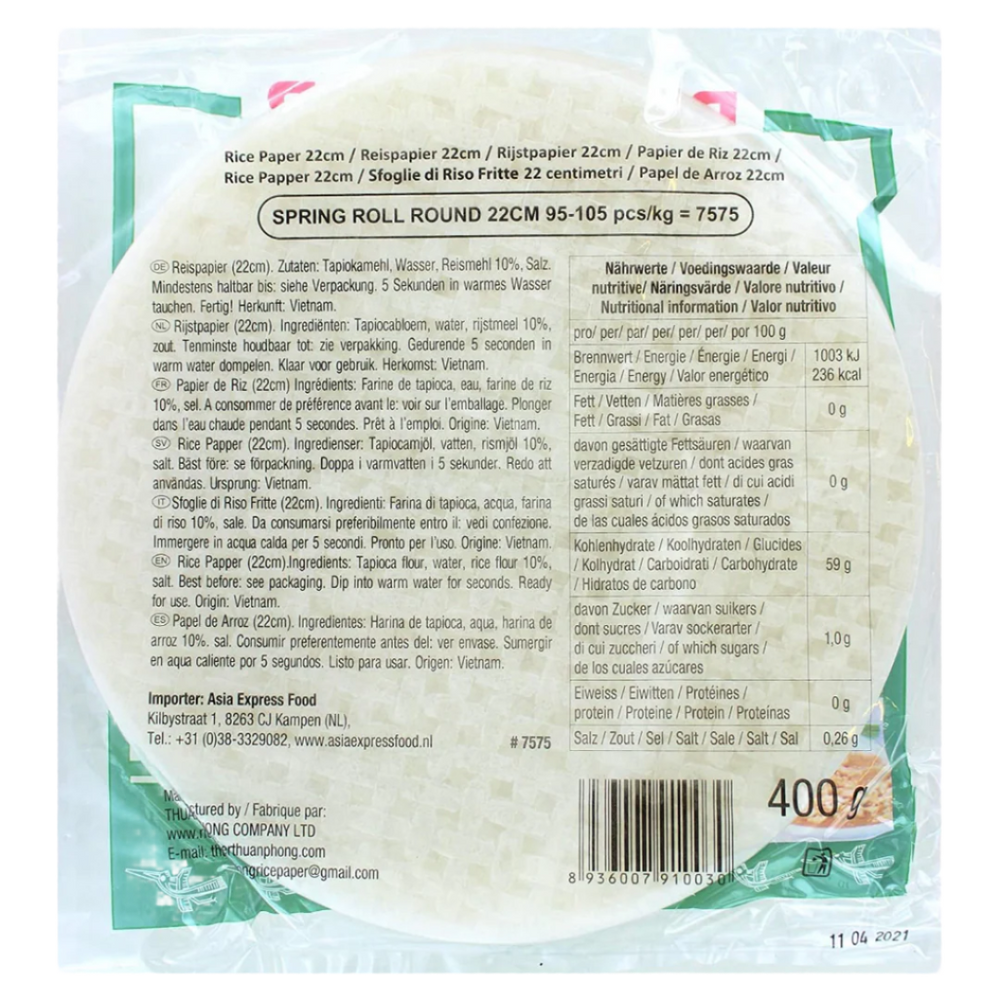 Rice Paper 22cm / Reispapier 22cm / Rijstpapier 22cm / Papier de Riz 22cm /
Rice Papper 22cm / Sfoglie di Riso Fritte 22 centimetri / Papel de Arroz 22cm
SPRING ROLL ROUND 22CM 95-105 pcs/kg = 7575
DE Reispapier (22cm). Zutaten: Tapiokamehl, Wasser, Reismehl 10%, Salz.
Mindestens haltbar bis: siehe Verpackung. 5 Sekunden in warmes Wasser
tauchen. Fertig! Herkunft: Vietnam.
NL Rijstpapier (22cm). Ingrediënten: Tapiocabloem, water, rijstmeel 10%,
zout. Tenminste houdbaar tot: zie verpakking. Gedurende 5 seconden in
warm water dompelen. Klaar voor gebruik. Herkomst: Vietnam.
FR Papier de Riz (22cm) Ingrédients: Farine de tapioca, eau, farine de riz
10%, sel. A consommer de préférence avant le: voir sur l'emballage. Plonger
dans l'eau chaude pendant 5 secondes. Prêt à l'emploi. Origine: Vietnam.
SV Rice Papper (22cm). Ingredienser: Tapiocamjöl, vatten, rismjöl 10%,
salt. Bäst före: se förpackning. Doppa i varmvatten i 5 sekunder. Redo att
användas. Ursprung: Vietnam.
IT Sfoglie di Riso Fritte (22cm). Ingredienti: Farina di tapioca, acqua, farina
di riso 10%, sale. Da consumarsi preferibilmente entro il: vedi confezione.
Immergere in acqua calda per 5 secondi. Pronto per l'uso. Origine: Vietnam.
EN Rice Papper (22cm).Ingredients: Tapioca flour, water, rice flour 10%,
salt. Best before: see packaging. Dip into warm water for seconds. Ready
for use. Origin: Vietnam.
ES Papel de Arroz (22cm). Ingredientes: Harina de tapioca, aqua, harina de
arroz 10%. sal. Consumir preferentemente antes del: ver envase. Sumergir
en aqua caliente por 5 segundos. Listo para usar. Origen: Vietnam.
Importer: Asia Express Food
Kilbystraat 1, 8263 CJ Kampen (NL),
Tel.: +31 (0)38-3329082, www.asiaexpressfood.nl # 7575
Nährwerte / Voedingswaarde / Valeur
nutritive/ Näringsvärde / Valore nutritivo /
Nutritional information / Valor nutritivo
pro/ per/ par/ per/ per/ per/ por 100 g
Brennwert / Energie / Énergie / Energi / 1003 kJ
Energia / Energy / Valor energético 236 kcal
Fett / Vetten / Matières grasses /
Fett / Grassi / Fat / Grasas 0 g
davon gesättigte Fettsäuren / waarvan
verzadigde vetzuren / dont acides gras
saturés / varav mättat fett / di cui acidi 0 g
grassi saturi / of which saturates /
de las cuales ácidos grasos saturados
Kohlenhydrate / Koolhydraten / Glucides
/ Kolhydrat / Carboidrati / Carbohydrate 59 g
/ Hidratos de carbono
davon Zucker / waarvan suikers /
dont sucres / Varav sockerarter /
di cui zuccheri / of which sugars / 1,0 g
de los cuales azúcares
Eiweiss / Eiwitten / Protéines /
protein / Proteine / Protein / Proteínas 0 g
Salz / Zout / Sel / Salt / Sale / Salt / Sal 0,26 g
tured by / Fabrique par:
ONG COMPANY LTD
thuanphong.com
E-mail:
gricepaper@gmail.com
400 g
8 936007 910030
11 04 2021